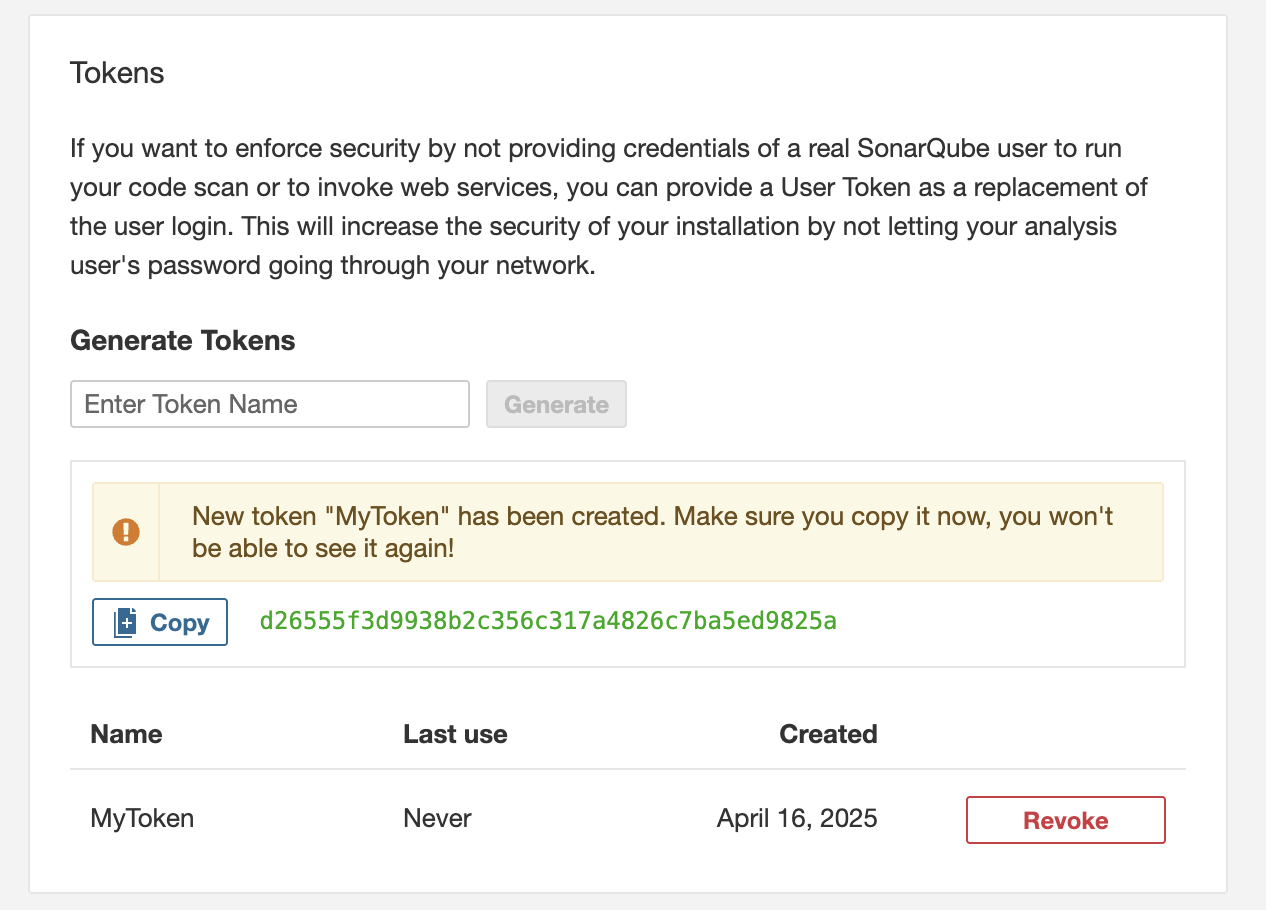 Tokens
If you want to enforce security by not providing credentials of a real SonarQube user to run
your code scan or to invoke web services, you can provide a User Token as a replacement of
the user login. This will increase the security of your installation by not letting your analysis
user's password going through your network.
Generate Tokens
Enter Token Name Generate
New token "MyToken" has been created. Make sure you copy it now, you won't
be able to see it again!
Copy d26555f3d9938b2c356c317a4826c7ba5ed9825a
Name Last use Created
MyToken Never April 16, 2025 Revoke